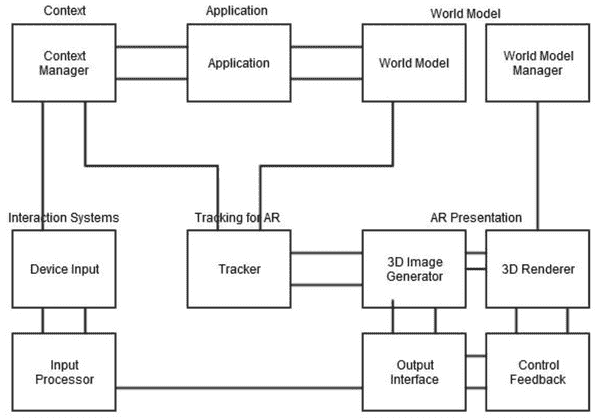 Context
Application
World Model
Context
Manager
Application
World Model
World Model
Manager
Interaction Systems
Tracking for AR
AR Presentation
Device Input
Tracker
3D Image
Generator
3D Renderer
Input
Processor
Output
Interface
Control
Feedback